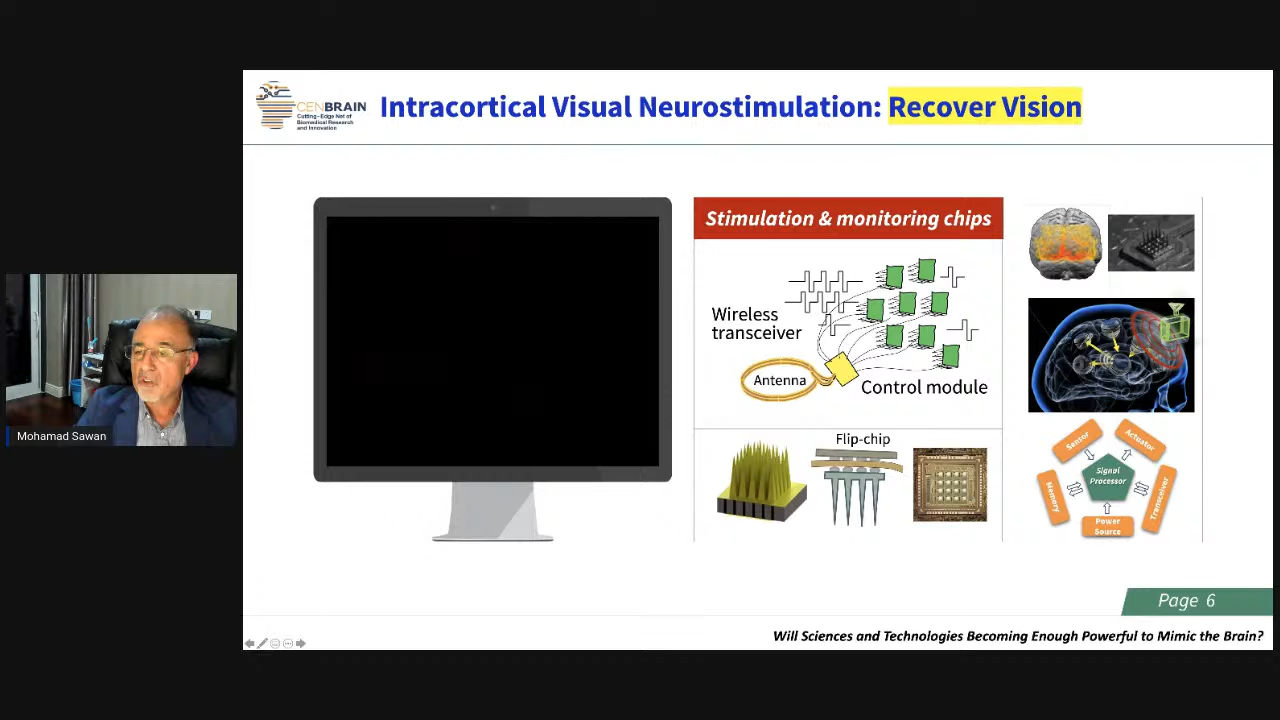 CENBRAIN
Cutting-Edge Net of
Biomedical Research
and Innovation
Intracortical Visual Neurostimulation: Recover Vision
Stimulation & monitoring chips
Wireless
transceiver
Antenna
Control module
Flip-chip
Sensor
Actuator
Signal
Processor
Memory
Transceiver
Power
Source
Mohamad Sawan
Page 6
Will Sciences and Technologies Becoming Enough Powerful to Mimic the Brain?